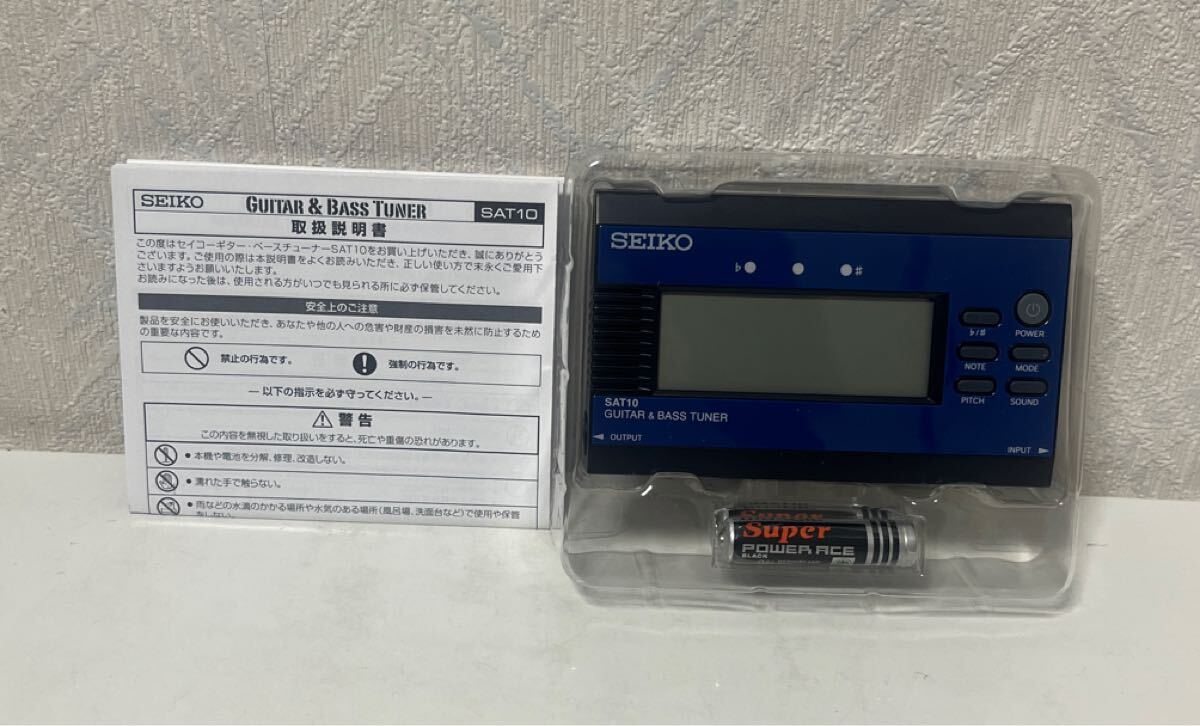 SEIKO GUITAR & BASS TUNER SAT10
取扱説明書
この度はセイコーギター・ベースチューナーSAT10をお買い上げいただき、誠にありがとう
ございます。ご使用の際は本説明書をよくお読みいただき、正しい使い方で末永くご愛用下
さいますようお願いいたします。
お読みになった後は、使用される方がいつでも見られる所に必ず保管してください。
安全上のご注意
製品を安全にお使いいただき、あなたや他の人への危害や財産の損害を未然に防止するため
の重要な内容です。
禁止の行為です。
強制の行為です。
― 以下の指示を必ず守ってください。―
警告
この内容を無視した取り扱いをすると、死亡や重傷の恐れがあります。
● 本機や電池を分解、修理、改造しない。
● 濡れた手で触らない。
● 雨などの水滴のかかる場所や水気のある場所(風呂場、洗面台など)で使用や保管
をしない。
SEIKO
♭
♯
POWER
♭/♯
NOTE
MODE
PITCH
SOUND
SAT10
GUITAR & BASS TUNER
◄ OUTPUT
INPUT ►
Super
Super
POWER ACE
BLACK